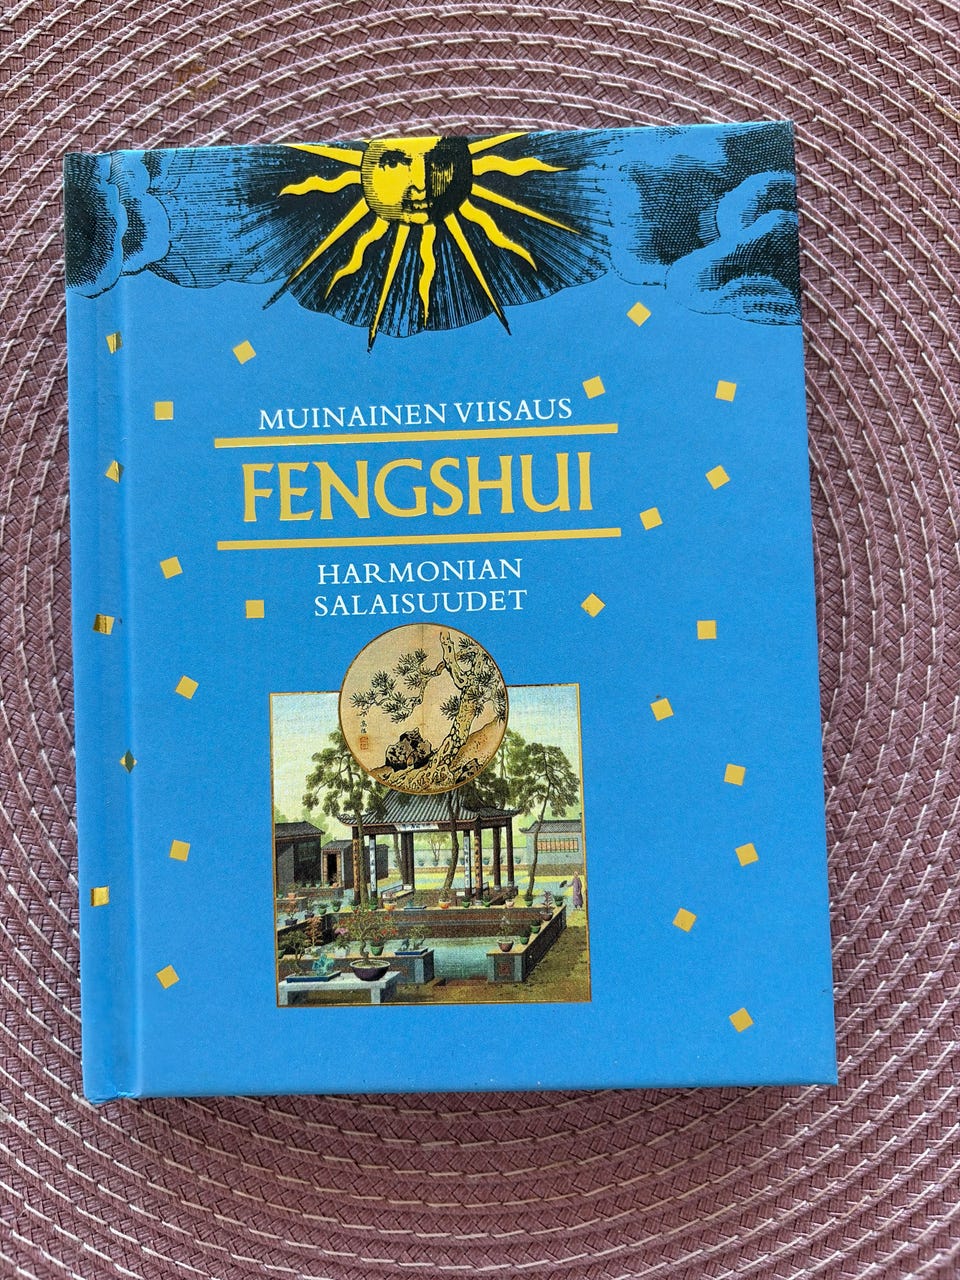 MUINAINEN VIISAUS
FENGSHUI
HARMONIAN
SALAISUUDET